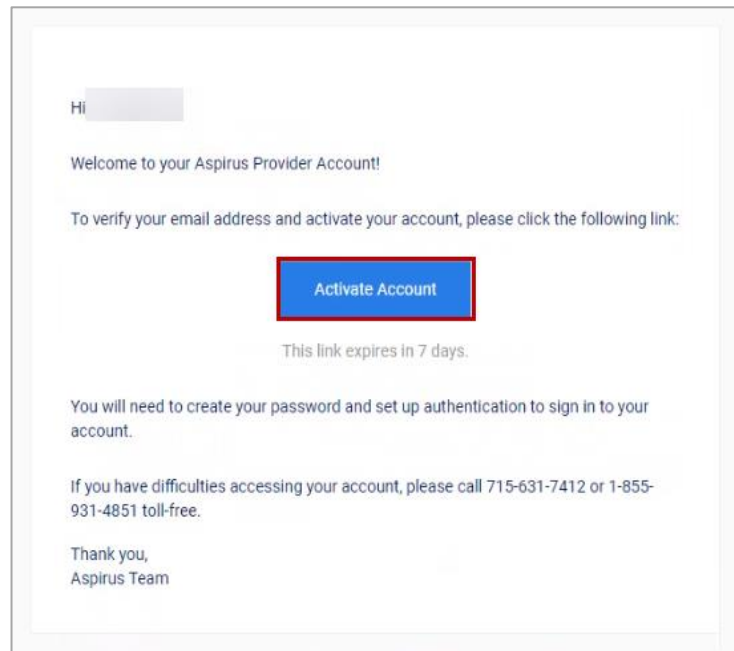 Hi
Welcome to your Aspirus Provider Account!
To verify your email address and activate your account, please click the following link:
Activate Account
This link expires in 7 days.
You will need to create your password and set up authentication to sign in to your
account.
If you have difficulties accessing your account, please call 715-631-7412 or 1-855-
931-4851 toll-free.
Thank you,
Aspirus Team